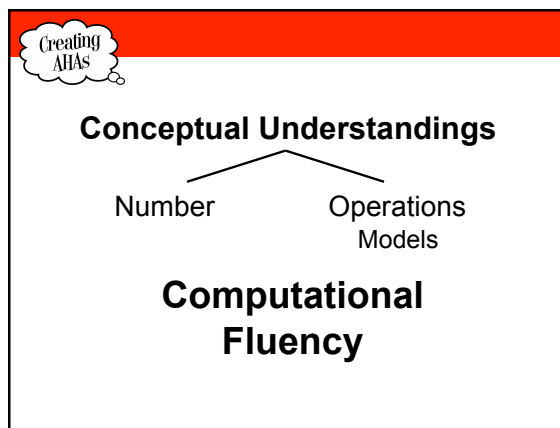 Creating
AHAs
Conceptual Understandings
Number Operations
Models
Computational
Fluency